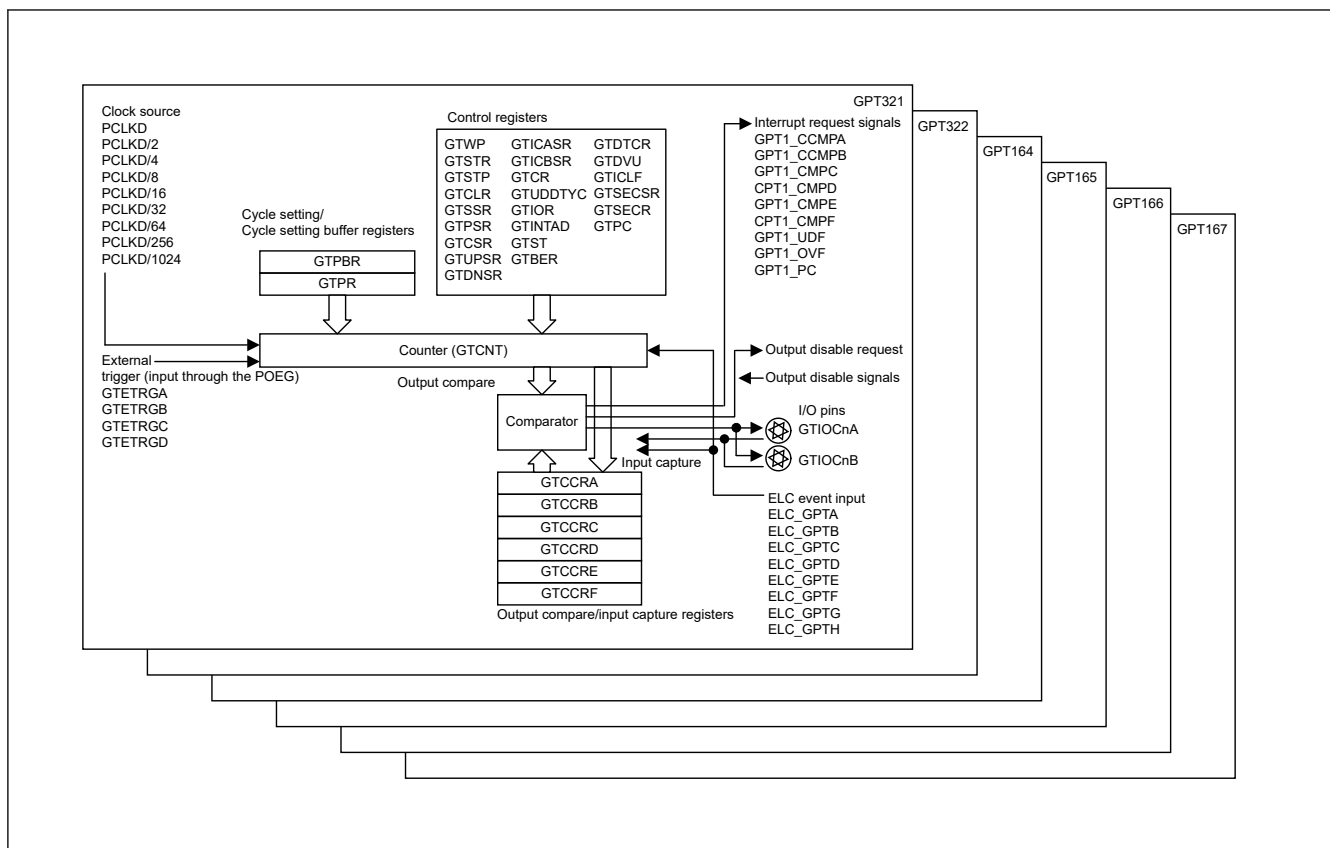 GPT321
GPT322
GPT164
GPT165
GPT166
GPT167
Clock source
PCLKD
PCLKD/2
PCLKD/4
PCLKD/8
PCLKD/16
PCLKD/32
PCLKD/64
PCLKD/256
PCLKD/1024
Cycle setting/
Cycle setting buffer registers
GTPBR
GTPR
Control registers
GTWP GTICASR GTDTCR
GTSTR GTICBSR GTDVU
GTSTP GTCR GTICLF
GTCLR GTUDDTYC GTSECSR
GTSSR GTIOR GTSECR
GTPSR GTINTAD GTPC
GTCSR GTST
GTUPSR GTBER
GTDNSR
Interrupt request signals
GPT1_CCMPA
GPT1_CCMPB
GPT1_CMPC
CPT1_CMPD
GPT1_CMPE
CPT1_CMPF
GPT1_UDF
GPT1_OVF
GPT1_PC
Counter (GTCNT)
External
trigger (input through the POEG)
GTETRGA
GTETRGB
GTETRGC
GTETRGD
Output compare
Comparator
Output disable request
Output disable signals
I/O pins
GTIOCnA
GTIOCnB
Input capture
GTCCRA
GTCCRB
GTCCRC
GTCCRD
GTCCRE
GTCCRF
Output compare/input capture registers
ELC event input
ELC_GPTA
ELC_GPTB
ELC_GPTC
ELC_GPTD
ELC_GPTE
ELC_GPTF
ELC_GPTG
ELC_GPTH